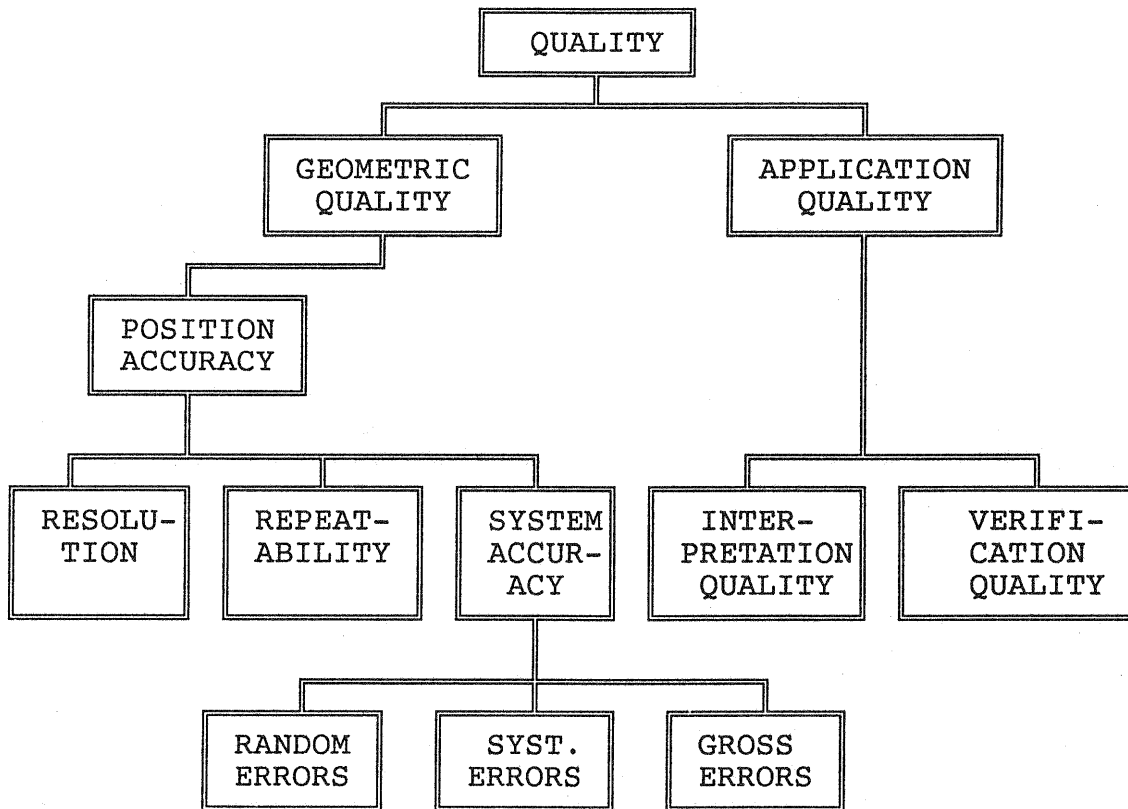 QUALITY
GEOMETRIC
QUALITY
APPLICATION
QUALITY
POSITION
ACCURACY
RESOLU-
TION
REPEAT-
ABILITY
SYSTEM
ACCUR-
ACY
INTER-
PRETATION
QUALITY
VERIFI-
CATION
QUALITY
RANDOM
ERRORS
SYST.
ERRORS
GROSS
ERRORS